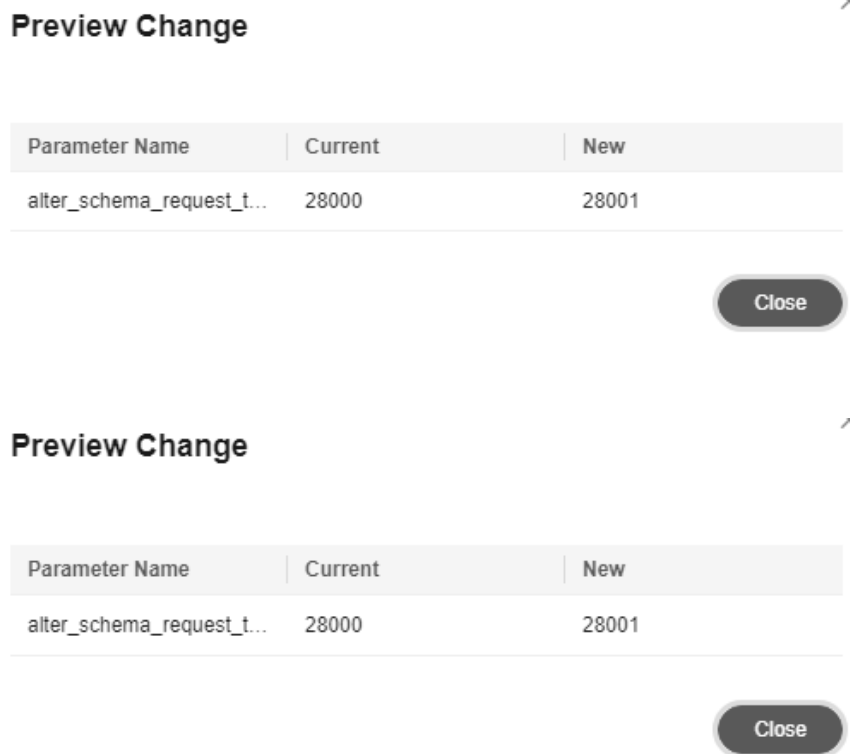 Preview Change
Parameter Name Current New
alter_schema_request_t... 28000 28001
Close
Preview Change
Parameter Name Current New
alter_schema_request_t... 28000 28001
Close